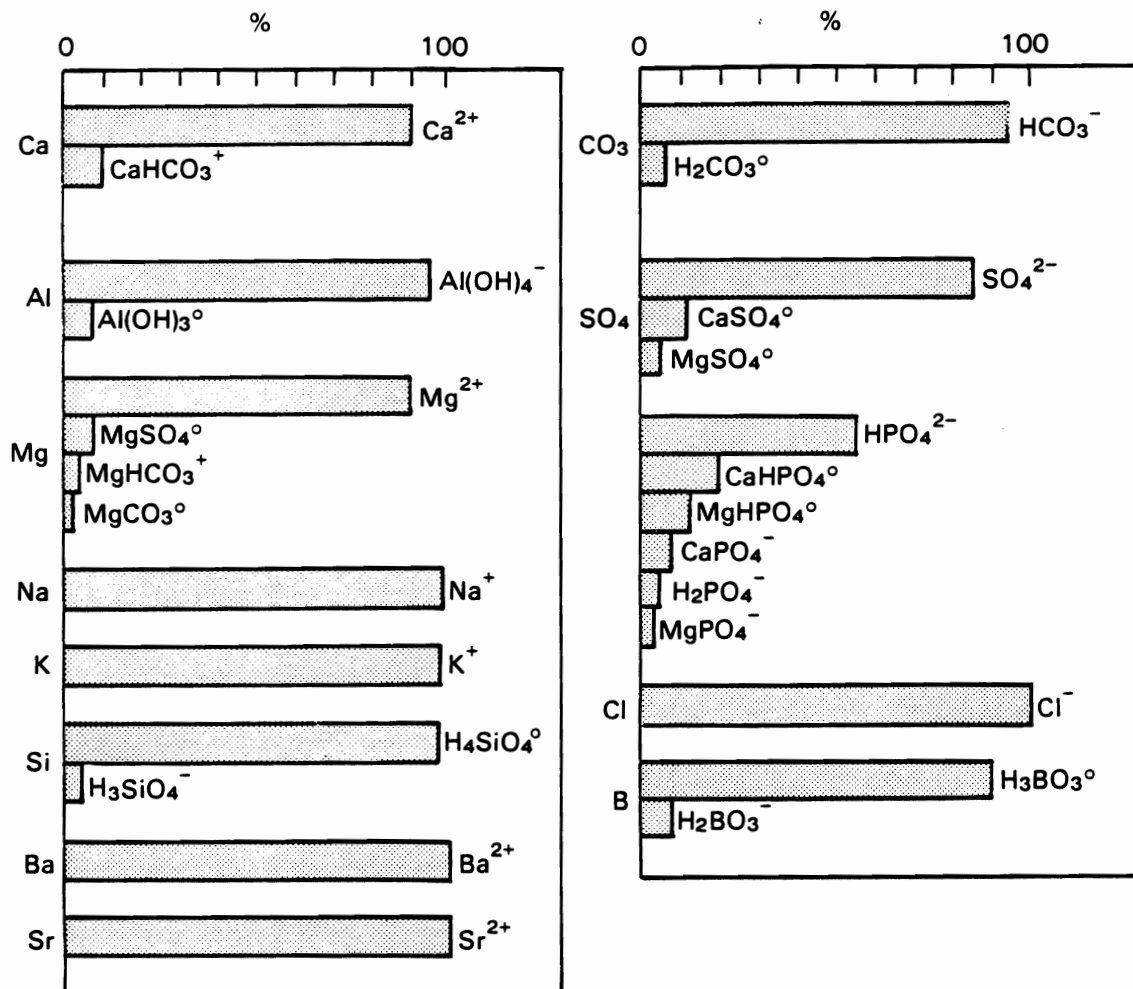 %
0 100
Ca
Ca²⁺
CaHCO₃⁺
Al
Al(OH)₄⁻
Al(OH)₃°
Mg
Mg²⁺
MgSO₄°
MgHCO₃⁺
MgCO₃°
Na
Na⁺
K
K⁺
Si
H₄SiO₄°
H₃SiO₄⁻
Ba
Ba²⁺
Sr
Sr²⁺
%
0 100
CO₃
HCO₃⁻
H₂CO₃°
SO₄
SO₄²⁻
CaSO₄°
MgSO₄°
HPO₄²⁻
CaHPO₄°
MgHPO₄°
CaPO₄⁻
H₂PO₄⁻
MgPO₄⁻
Cl
Cl⁻
B
H₃BO₃°
H₂BO₃⁻